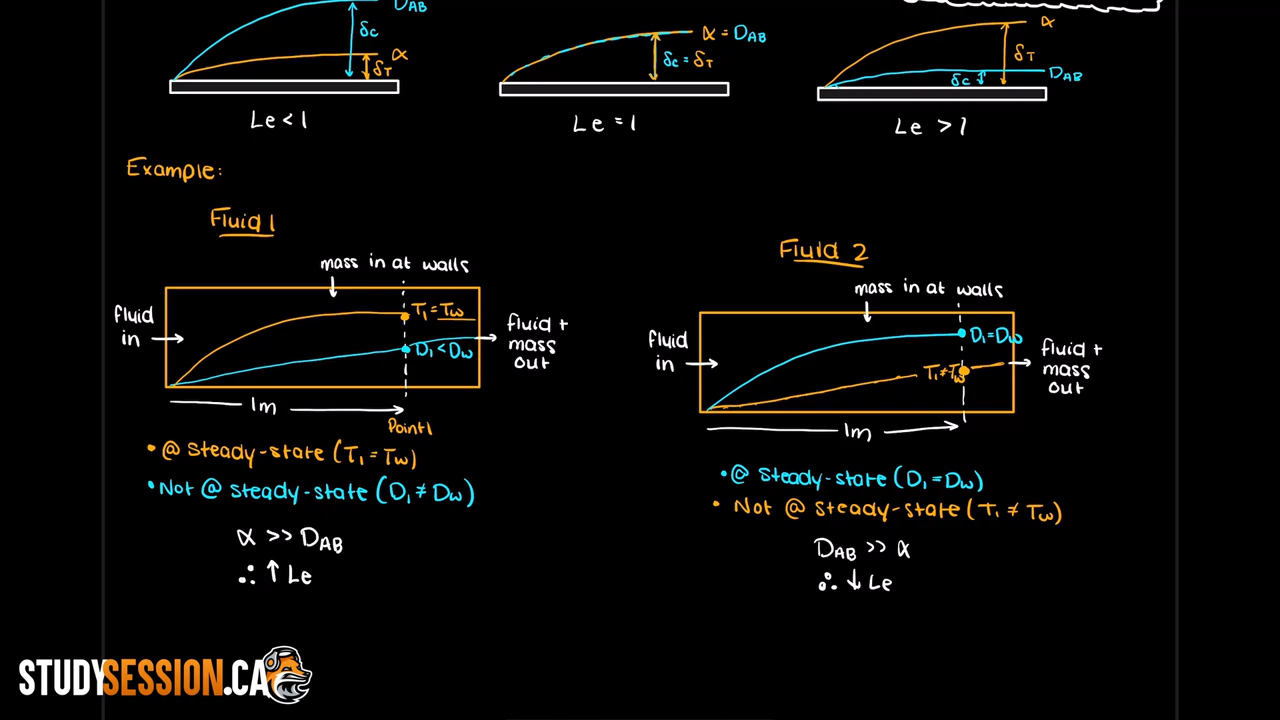 D_AB
δc
α
δT
Le < 1
α = D_AB
δc = δT
Le = 1
α
δT
δc
D_AB
Le > 1
Example:
Fluid 1
mass in at walls
fluid in
T₁ = Tw
D₁ < Dw
fluid + mass out
1m
Point 1
• @ steady-state (T₁ = Tw)
• Not @ steady-state (D₁ ≠ Dw)
α >> D_AB
∴ ↑ Le
Fluid 2
mass in at walls
fluid in
D₁ = Dw
T₁ ≠ Tw
fluid + mass out
1m
• @ steady-state (D₁ = Dw)
• Not @ steady-state (T₁ ≠ Tw)
D_AB >> α
∴ ↓ Le
STUDYSESSION.CA